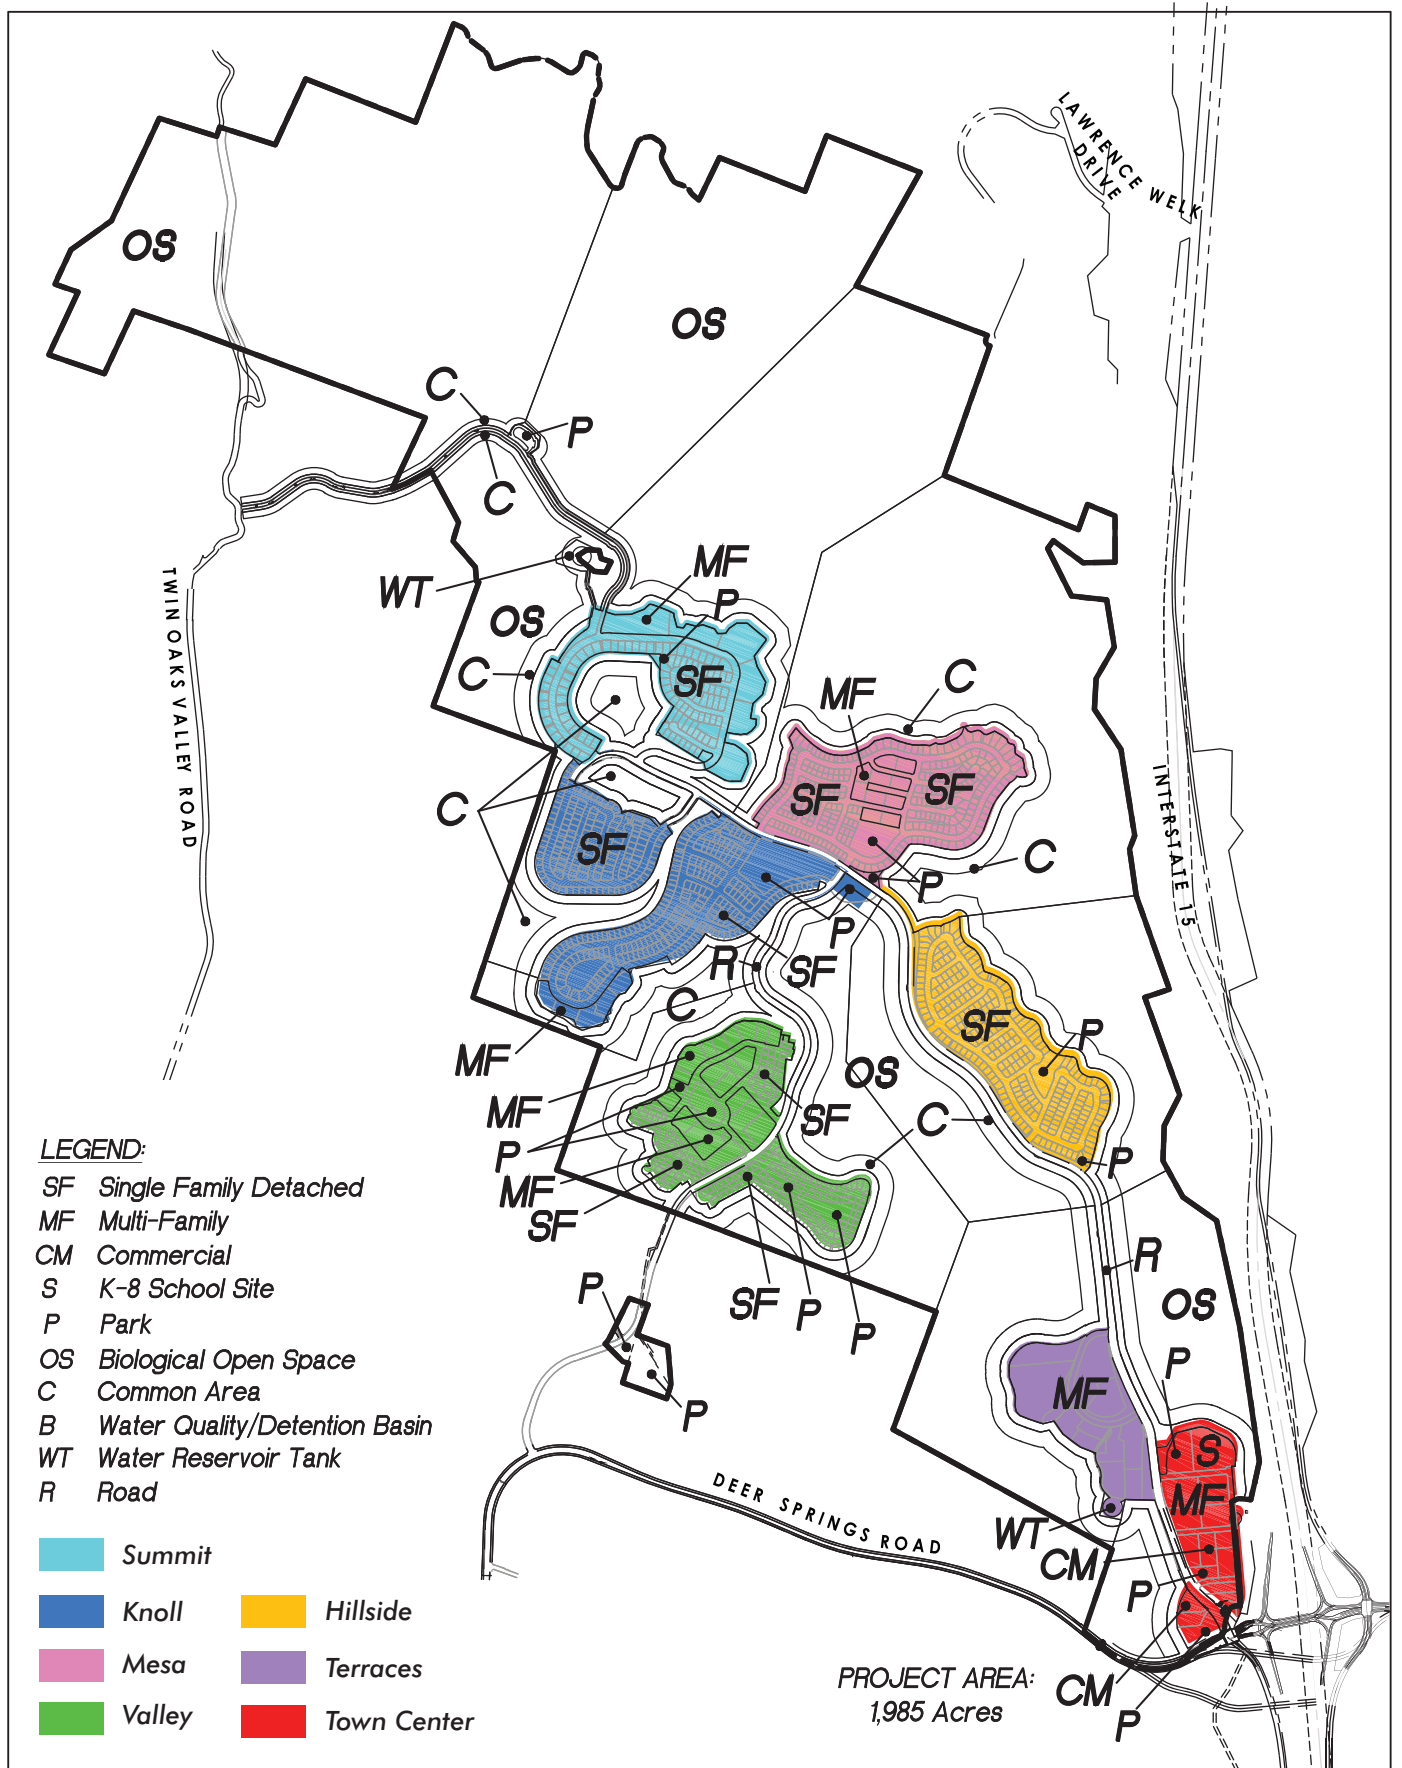 LAWRENCE WELK
DRIVE
OS
OS
C
P
C
MF
WT
P
OS
C
SF
MF
C
SF
SF
C
SF
C
P
P
SF
R
C
SF
P
MF
OS
MF
SF
C
P
P
MF
SF
R
P
SF
P
OS
P
P
MF
P
S
MF
WT
CM
P
CM
P
TWIN OAKS VALLEY ROAD
INTERSTATE 15
DEER SPRINGS ROAD
LEGEND:
SF Single Family Detached
MF Multi-Family
CM Commercial
S K-8 School Site
P Park
OS Biological Open Space
C Common Area
B Water Quality/Detention Basin
WT Water Reservoir Tank
R Road
Summit
Knoll
Hillside
Mesa
Terraces
Valley
Town Center
PROJECT AREA:
1,985 Acres